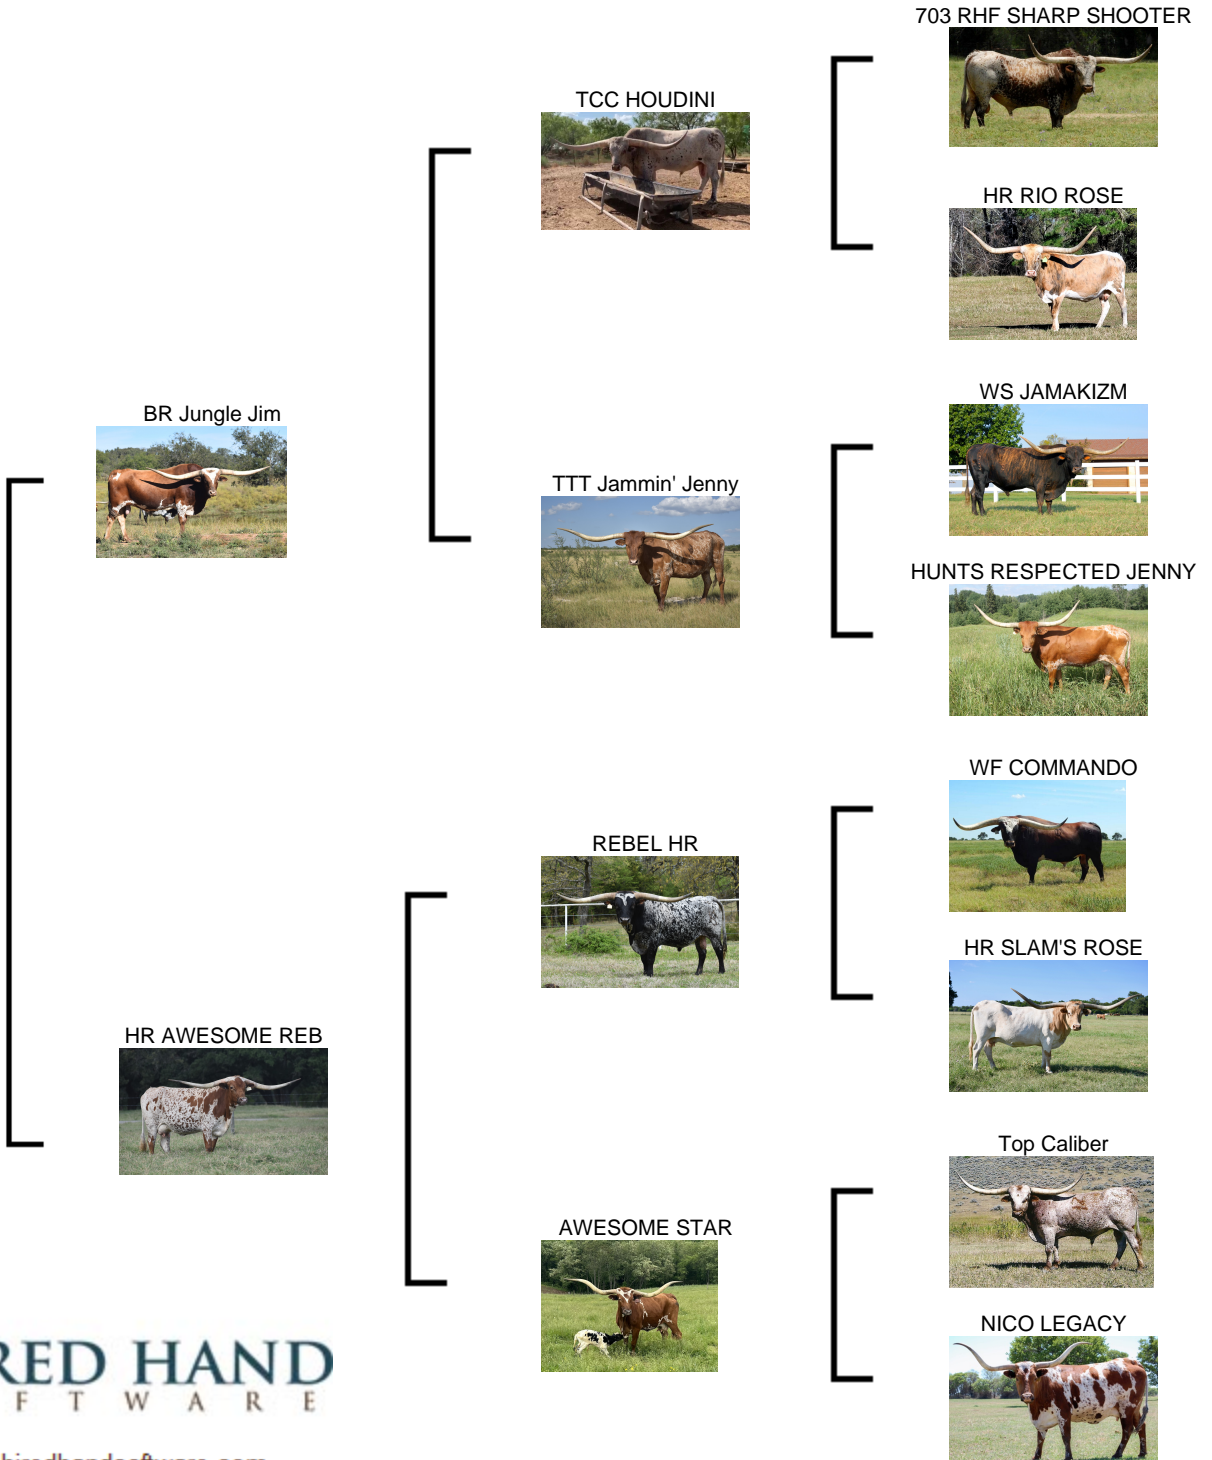 703 RHF SHARP SHOOTER
TCC HOUDINI
HR RIO ROSE
WS JAMAKIZM
BR Jungle Jim
TTT Jammin' Jenny
HUNTS RESPECTED JENNY
WF COMMANDO
REBEL HR
HR SLAM'S ROSE
HR AWESOME REB
Top Caliber
AWESOME STAR
NICO LEGACY
RED HAND
F T W A R E
hiredhandsoftware.com